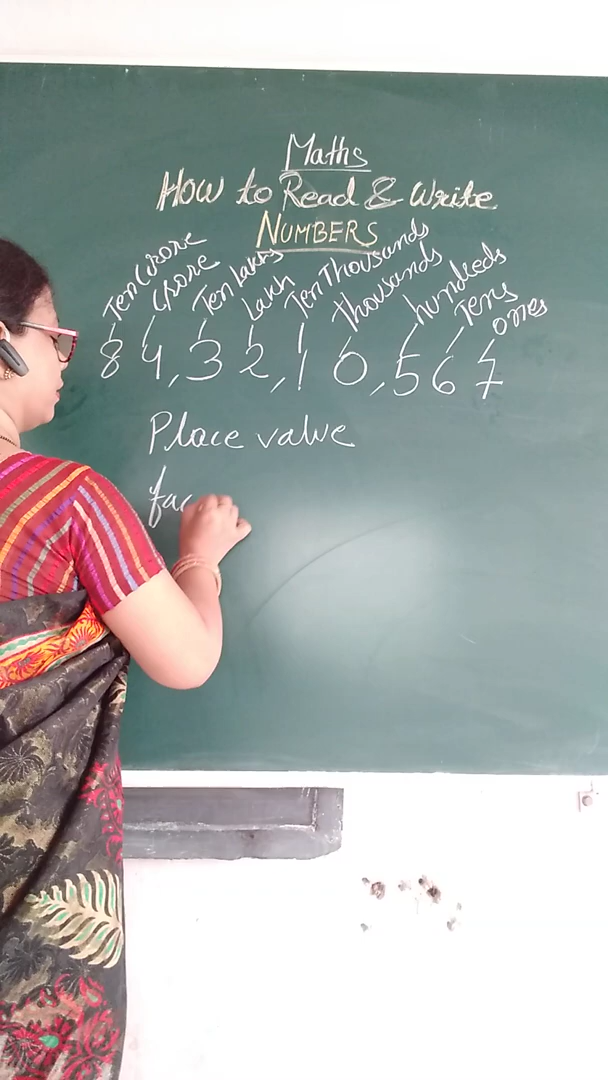 Maths
How to Read & Write
NUMBERS
Ten Crore Crore Ten Lakhs Lakh Ten Thousands Thousands hundreds Tens ones
84,32,10,567
Place value
fac